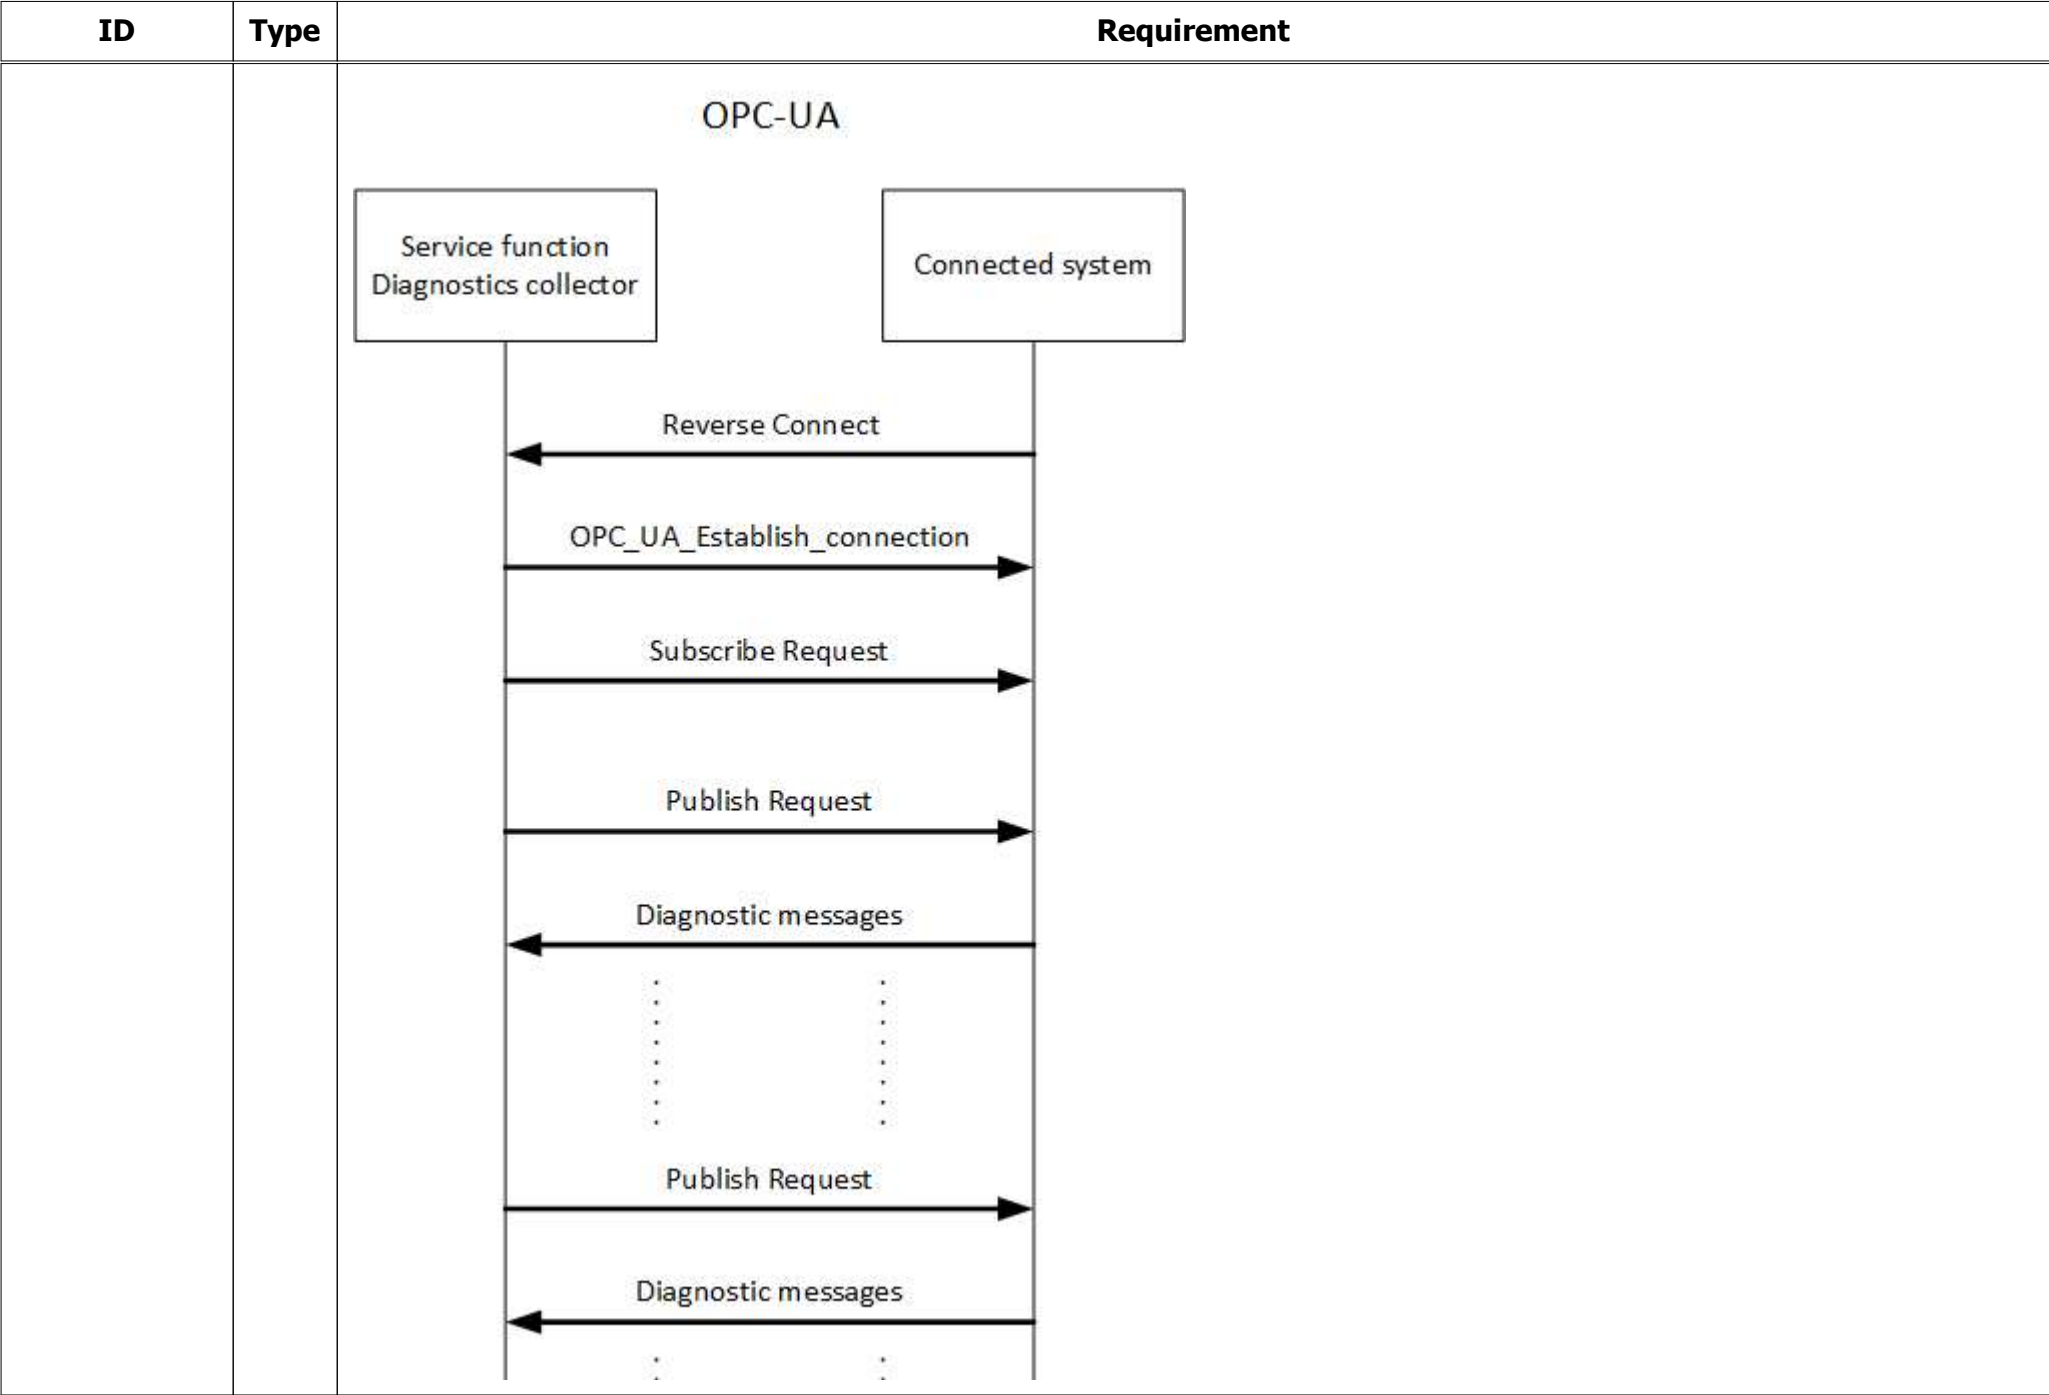 ID Type Requirement
OPC-UA
Service function
Diagnostics collector
Connected system
Reverse Connect
OPC_UA_Establish_connection
Subscribe Request
Publish Request
Diagnostic messages
Publish Request
Diagnostic messages